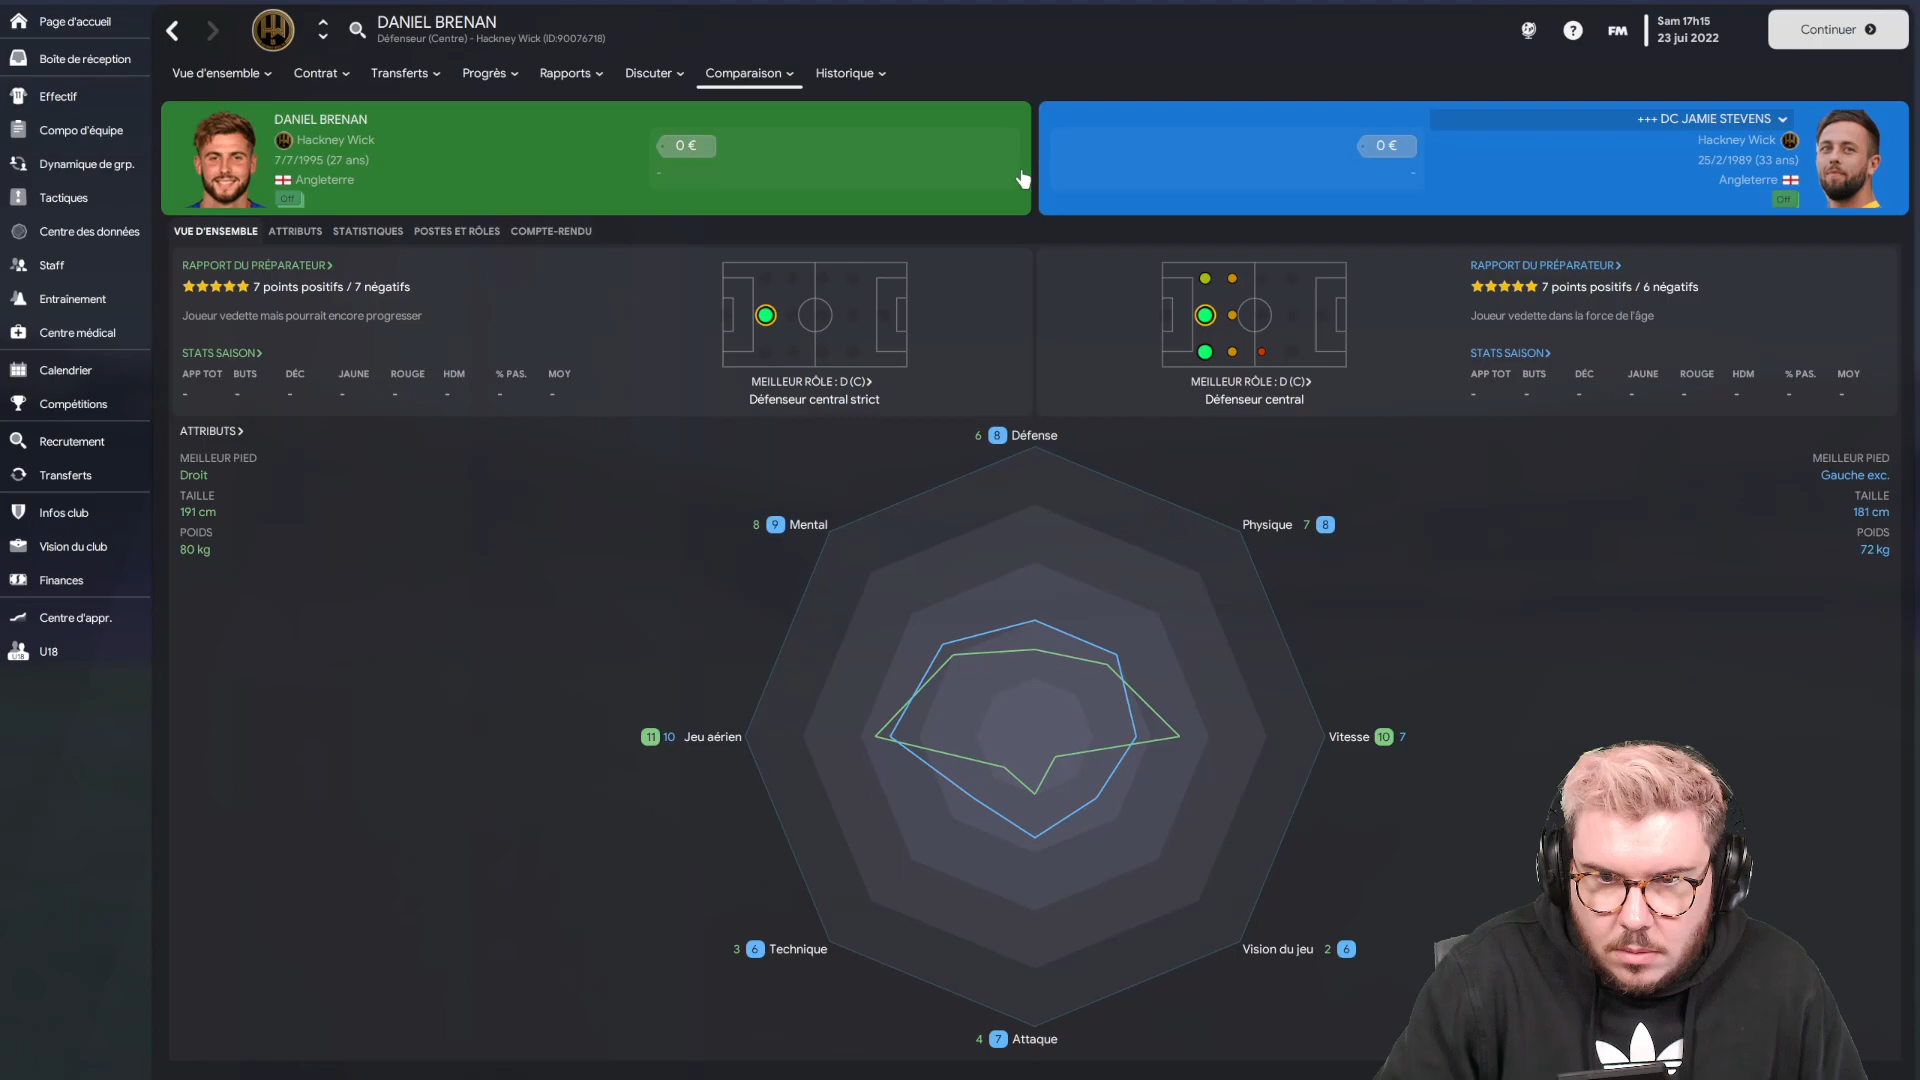 Page d'accueil
Boîte de réception
Effectif
Compo d'équipe
Dynamique de grp.
Tactiques
Centre des données
Staff
Entraînement
Centre médical
Calendrier
Compétitions
Recrutement
Transferts
Infos club
Vision du club
Finances
Centre d'appr.
U18
DANIEL BRENAN
Défenseur (Centre) - Hackney Wick (ID:90076718)
FM
Sam 17h15
23 jui 2022
Continuer
Vue d'ensemble Contrat Transferts Progrès Rapports Discuter Comparaison Historique
DANIEL BRENAN
Hackney Wick
7/7/1995 (27 ans)
Angleterre
Off
0 €
-
0 €
-
+++ DC JAMIE STEVENS
Hackney Wick
25/2/1989 (33 ans)
Angleterre
Off
VUE D'ENSEMBLE ATTRIBUTS STATISTIQUES POSTES ET RÔLES COMPTE-RENDU
RAPPORT DU PRÉPARATEUR
7 points positifs / 7 négatifs
Joueur vedette mais pourrait encore progresser
STATS SAISON
APP TOT BUTS DÉC JAUNE ROUGE HDM % PAS. MOY
- - - - - - - -
MEILLEUR RÔLE : D (C)
Défenseur central strict
MEILLEUR RÔLE : D (C)
Défenseur central
RAPPORT DU PRÉPARATEUR
7 points positifs / 6 négatifs
Joueur vedette dans la force de l'âge
STATS SAISON
APP TOT BUTS DÉC JAUNE ROUGE HDM % PAS. MOY
- - - - - - - -
ATTRIBUTS
MEILLEUR PIED
Droit
TAILLE
191 cm
POIDS
80 kg
6 8 Défense
8 9 Mental
Physique 7 8
11 10 Jeu aérien
Vitesse 10 7
3 6 Technique
Vision du jeu 2 6
4 7 Attaque
MEILLEUR PIED
Gauche exc.
TAILLE
181 cm
POIDS
72 kg